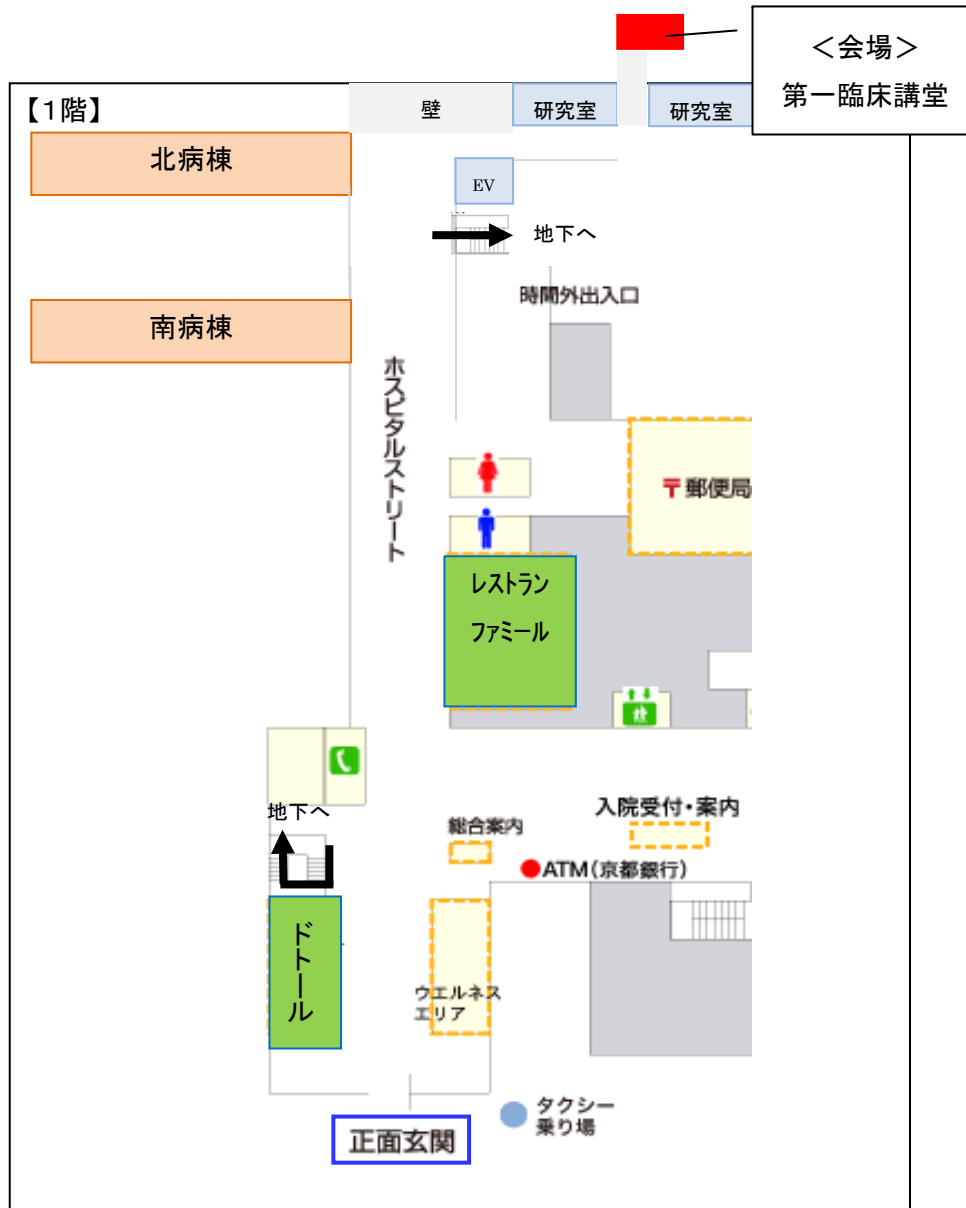 ＜会場＞
第一臨床講堂
【１階】
壁
研究室
研究室
北病棟
EV
地下へ
時間外出入口
南病棟
ホスピタルストリート
〒郵便局
レストラン
ファミール
地下へ
総合案内
入院受付・案内
ATM（京都銀行）
ドトール
ウエルネス
エリア
タクシー
乗り場
正面玄関